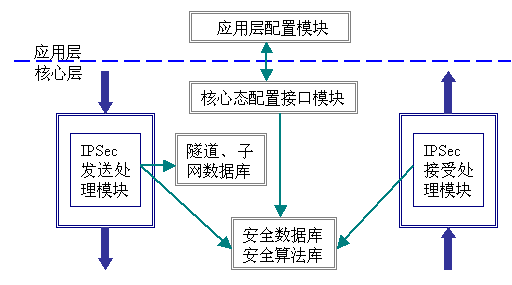 应用层配置模块
应用层
核心层
核心态配置接口模块
IPSec
发送处
理模块
隧道、子
网数据库
IPSec
接受处
理模块
安全数据库
安全算法库